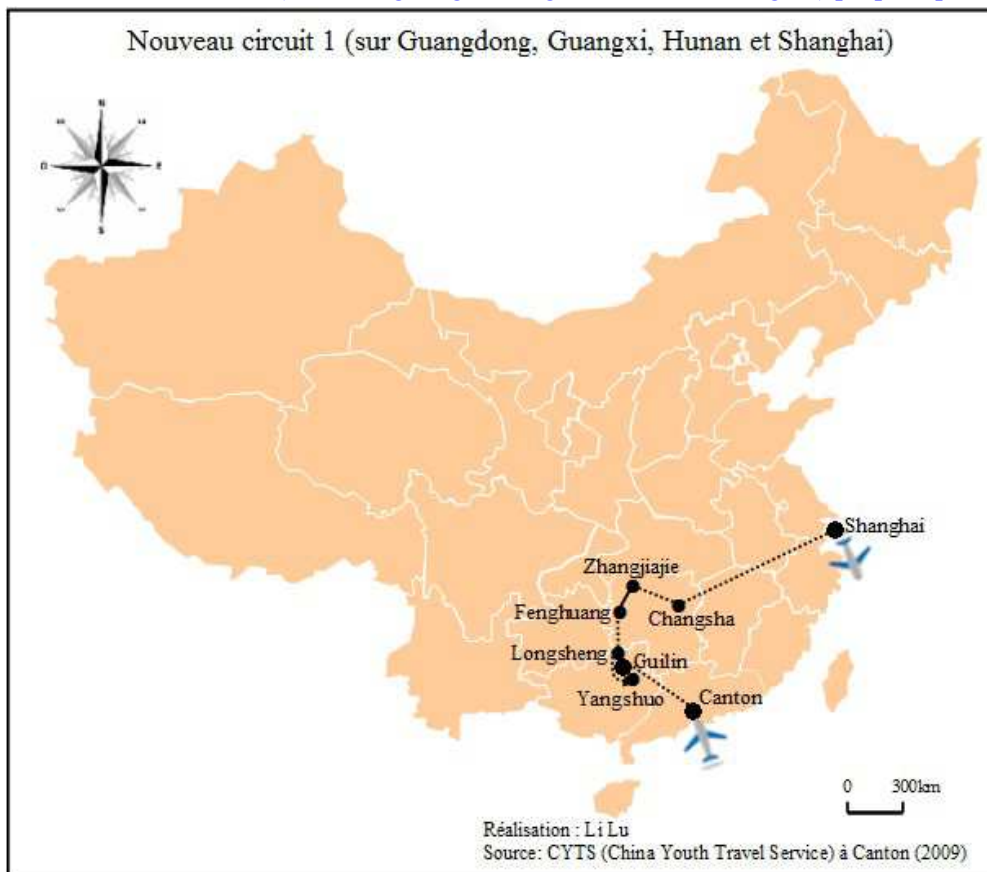 Nouveau circuit 1 (sur Guangdong, Guangxi, Hunan et Shanghai)
N
O
E
S
Shanghai
Zhangjiajie
Fenghuang
Changsha
Longsheng
Guilin
Yangshuo
Canton
0 300km
Réalisation : Li Lu
Source: CYTS (China Youth Travel Service) à Canton (2009)